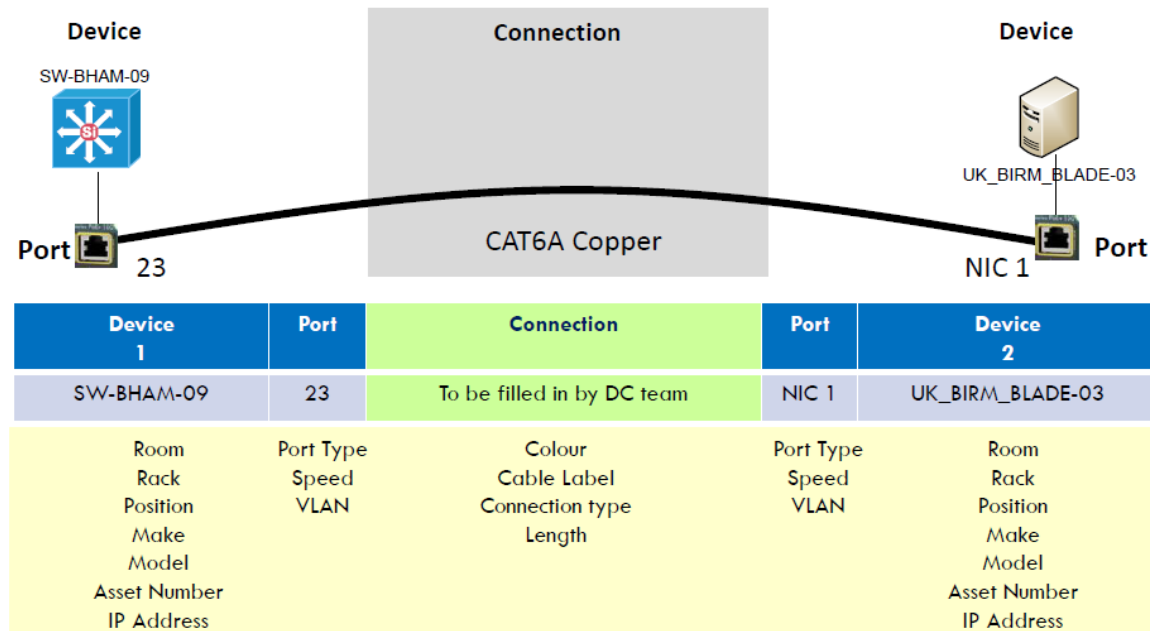 Device
Connection
Device
SW-BHAM-09
Si
UK_BIRM_BLADE-03
Port
23
CAT6A Copper
NIC 1
Port
Device
1
Port
Connection
Port
Device
2
SW-BHAM-09
23
To be filled in by DC team
NIC 1
UK_BIRM_BLADE-03
Room
Rack
Position
Make
Model
Asset Number
IP Address
Port Type
Speed
VLAN
Colour
Cable Label
Connection type
Length
Port Type
Speed
VLAN
Room
Rack
Position
Make
Model
Asset Number
IP Address